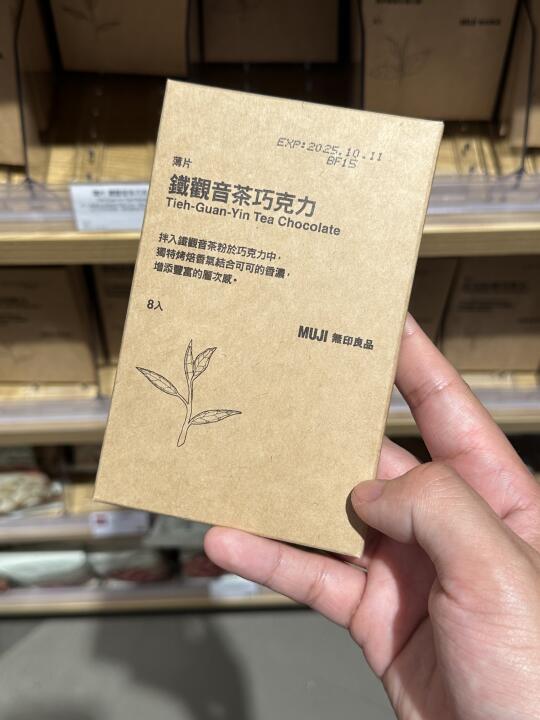 MUJI
EXP:2025.10.11
BF15
薄片
鐵觀音茶巧克力
Tieh-Guan-Yin Tea Chocolate
拌入鐵觀音茶粉於巧克力中，
獨特烤焙香氣結合可可的香濃，
增添豐富的層次感。
8入
MUJI 無印良品